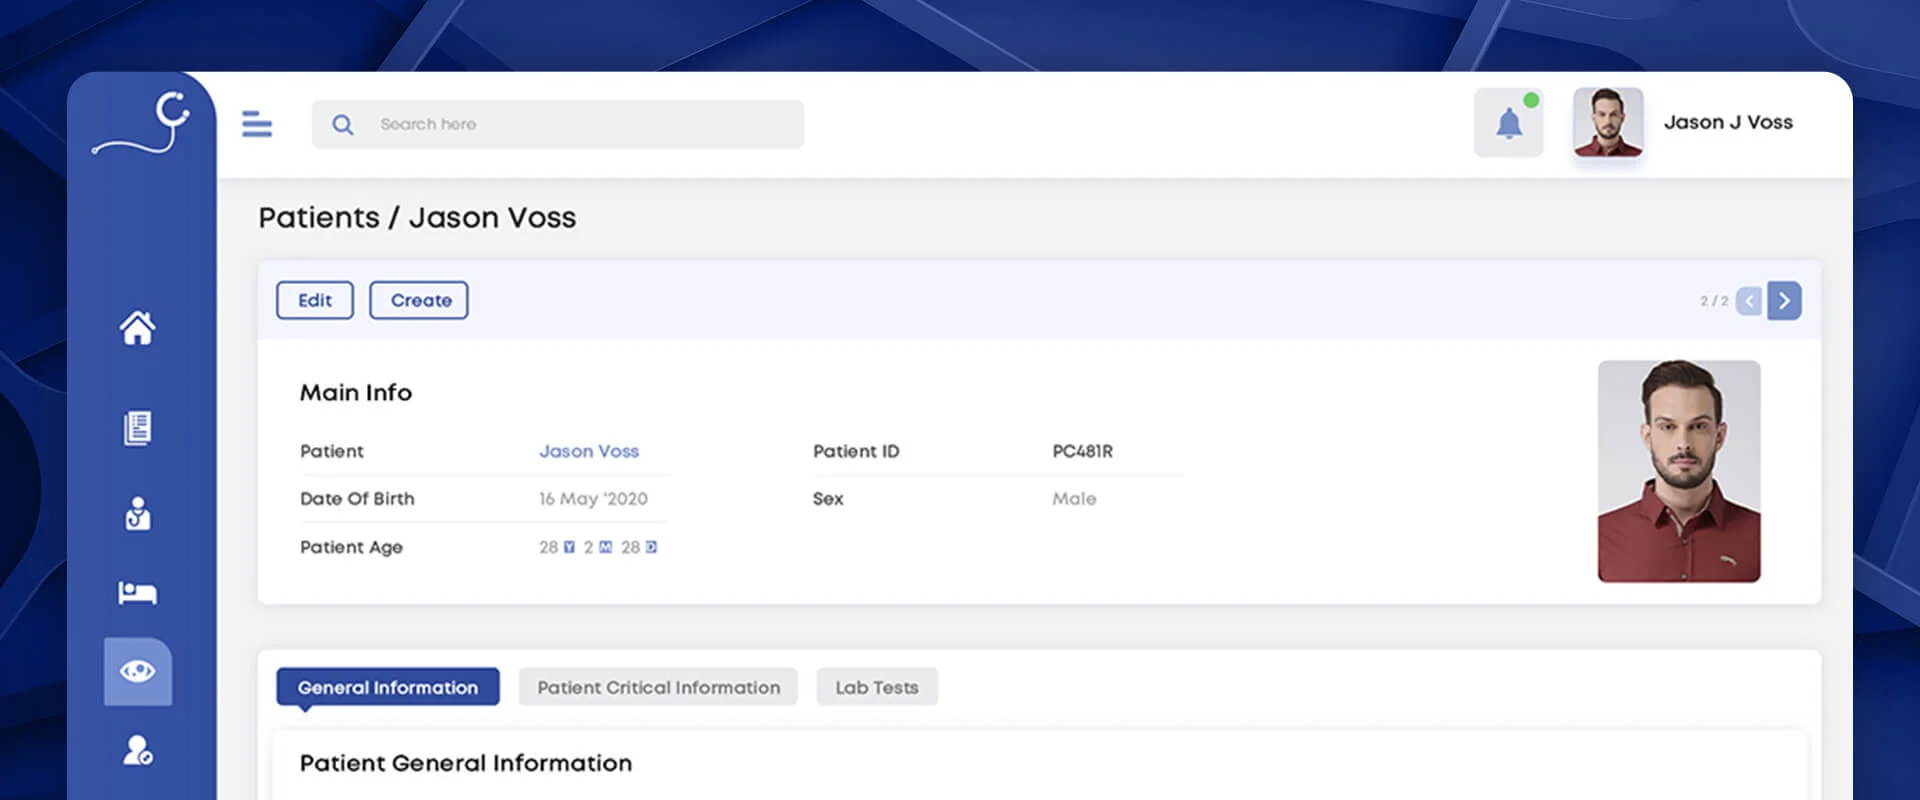 Search here
Jason J Voss
Patients / Jason Voss
Edit Create 2 / 2
Main Info
Patient Jason Voss Patient ID PC481R
Date Of Birth 16 May '2020 Sex Male
Patient Age 28 Y 2 M 28 D
General Information Patient Critical Information Lab Tests
Patient General Information